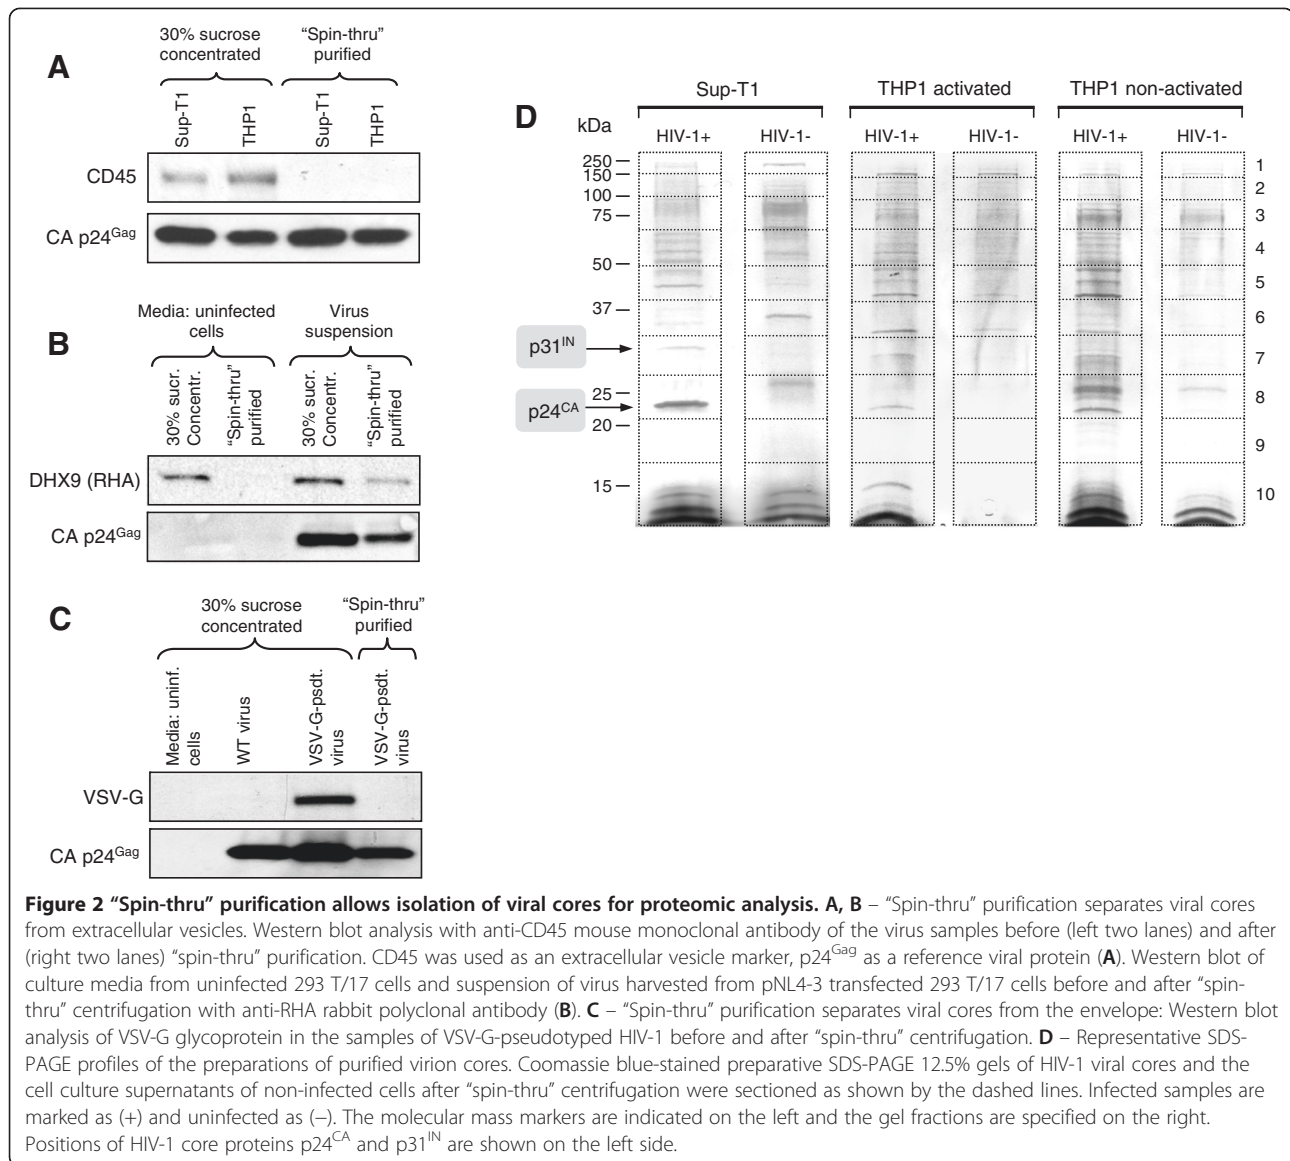 A
30% sucrose
concentrated
“Spin-thru”
purified
Sup-T1
THP1
Sup-T1
THP1
CD45
CA p24Gag
B
Media: uninfected
cells
Virus
suspension
30% sucr.
Concentr.
“Spin-thru”
purified
30% sucr.
Concentr.
“Spin-thru”
purified
DHX9 (RHA)
CA p24Gag
C
30% sucrose
concentrated
“Spin-thru”
purified
Media: uninf.
cells
WT virus
VSV-G-psdt.
virus
VSV-G-psdt.
virus
VSV-G
CA p24Gag
D
kDa
Sup-T1
THP1 activated
THP1 non-activated
HIV-1+
HIV-1-
HIV-1+
HIV-1-
HIV-1+
HIV-1-
250
150
100
75
50
37
25
20
15
p31IN
p24CA
1
2
3
4
5
6
7
8
9
10
Figure 2 “Spin-thru” purification allows isolation of viral cores for proteomic analysis. A, B – “Spin-thru” purification separates viral cores
from extracellular vesicles. Western blot analysis with anti-CD45 mouse monoclonal antibody of the virus samples before (left two lanes) and after
(right two lanes) “spin-thru” purification. CD45 was used as an extracellular vesicle marker, p24Gag as a reference viral protein (A). Western blot of
culture media from uninfected 293 T/17 cells and suspension of virus harvested from pNL4-3 transfected 293 T/17 cells before and after “spin-
thru” centrifugation with anti-RHA rabbit polyclonal antibody (B). C – “Spin-thru” purification separates viral cores from the envelope: Western blot
analysis of VSV-G glycoprotein in the samples of VSV-G-pseudotyped HIV-1 before and after “spin-thru” centrifugation. D – Representative SDS-
PAGE profiles of the preparations of purified virion cores. Coomassie blue-stained preparative SDS-PAGE 12.5% gels of HIV-1 viral cores and the
cell culture supernatants of non-infected cells after “spin-thru” centrifugation were sectioned as shown by the dashed lines. Infected samples are
marked as (+) and uninfected as (−). The molecular mass markers are indicated on the left and the gel fractions are specified on the right.
Positions of HIV-1 core proteins p24CA and p31IN are shown on the left side.